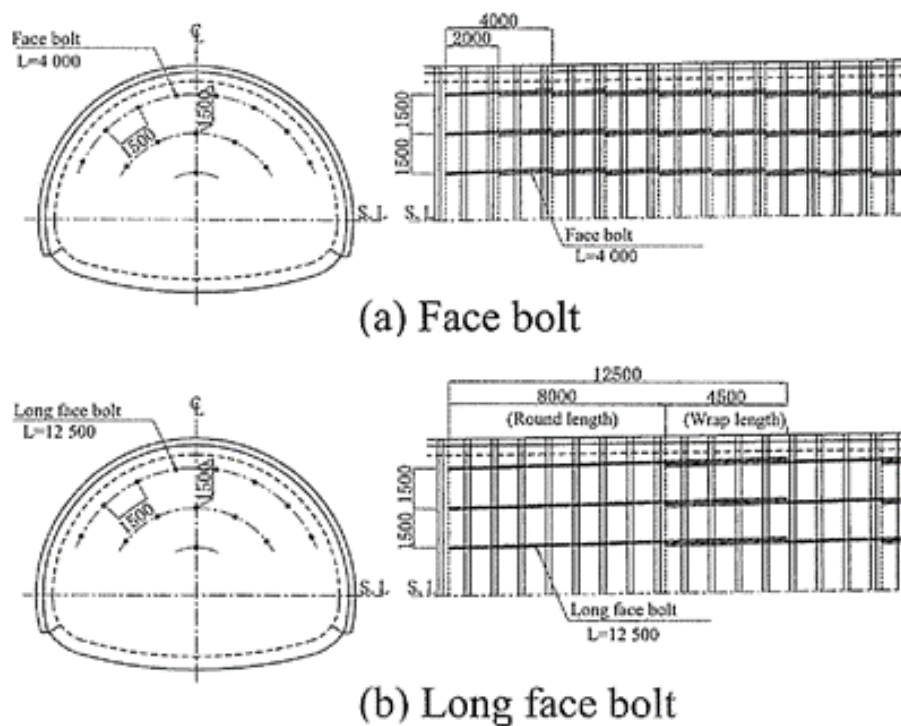 ℄
Face bolt
L=4 000
1500
1500
S. L
4000
2000
1500
1500
S. L
Face bolt
L=4 000
(a) Face bolt
℄
Long face bolt
L=12 500
1500
1500
S. L
12500
8000
4500
(Round length)
(Wrap length)
1500
1500
S. L
Long face bolt
L=12 500
(b) Long face bolt